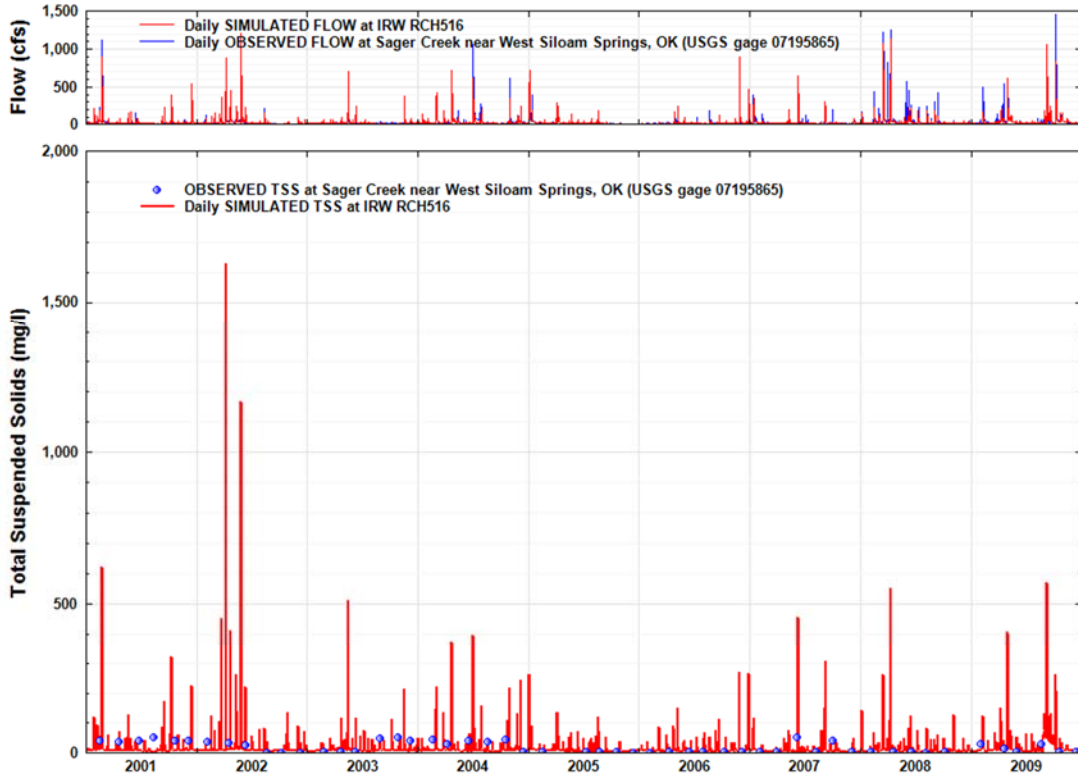 Flow (cfs)
1,500
1,000
500
0
Daily SIMULATED FLOW at IRW RCH516
Daily OBSERVED FLOW at Sager Creek near West Siloam Springs, OK (USGS gage 07195865)
Total Suspended Solids (mg/l)
2,000
1,500
1,000
500
0
OBSERVED TSS at Sager Creek near West Siloam Springs, OK (USGS gage 07195865)
Daily SIMULATED TSS at IRW RCH516
2001 2002 2003 2004 2005 2006 2007 2008 2009